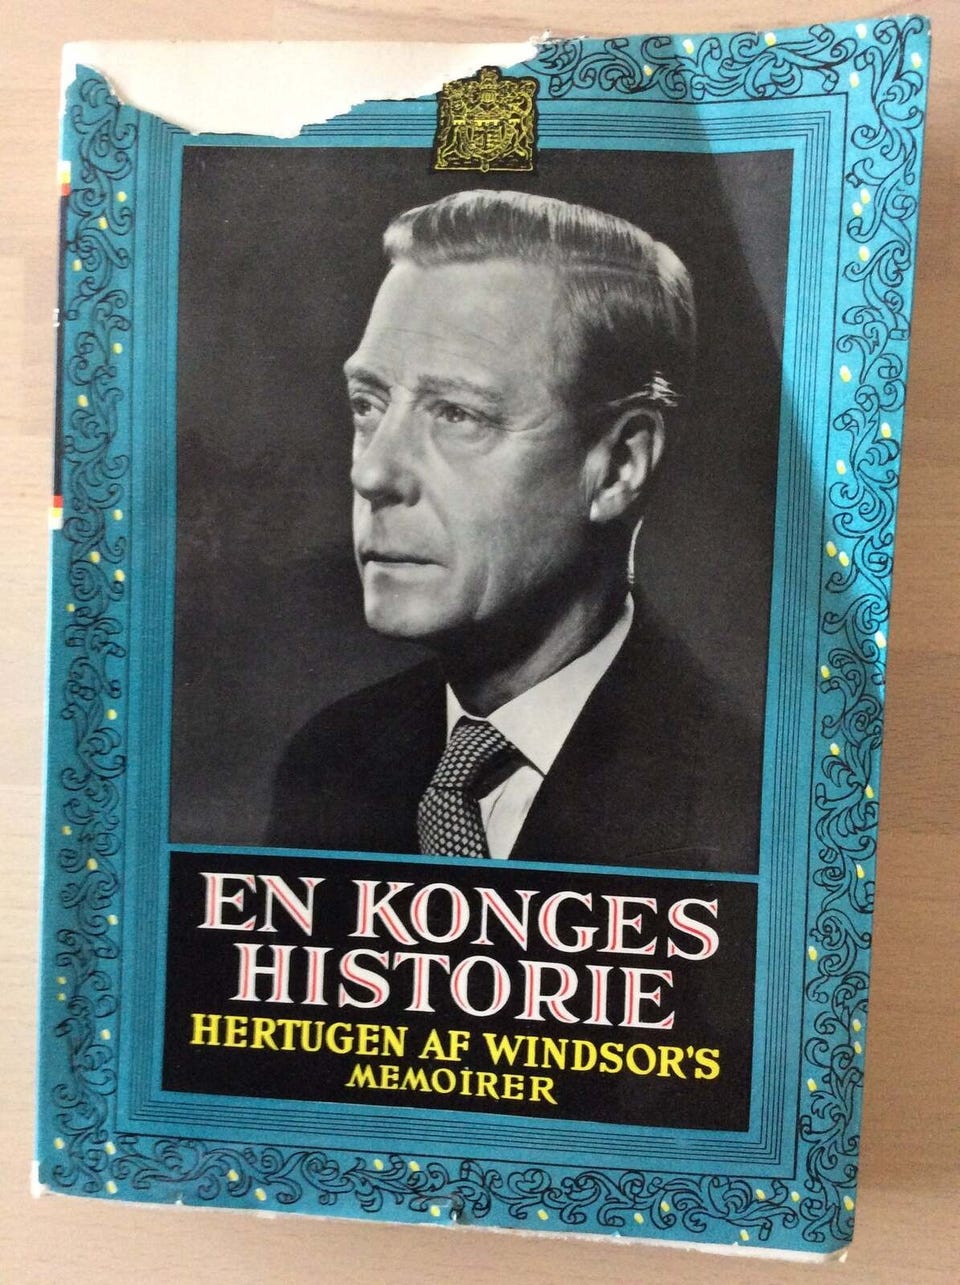 EN KONGES
HISTORIE
HERTUGEN AF WINDSOR'S
MEMOIRER